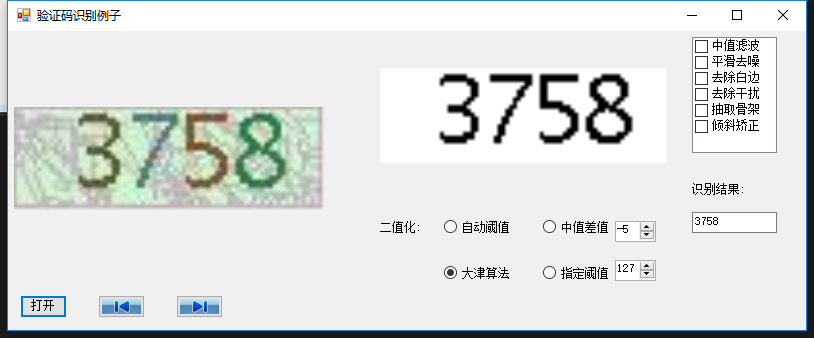 验证码识别例子
3758
3758
中值滤波
平滑去噪
去除白边
去除干扰
抽取骨架
倾斜矫正
识别结果:
3758
二值化: 自动阈值 中值差值 -5
大津算法 指定阈值 127
打开